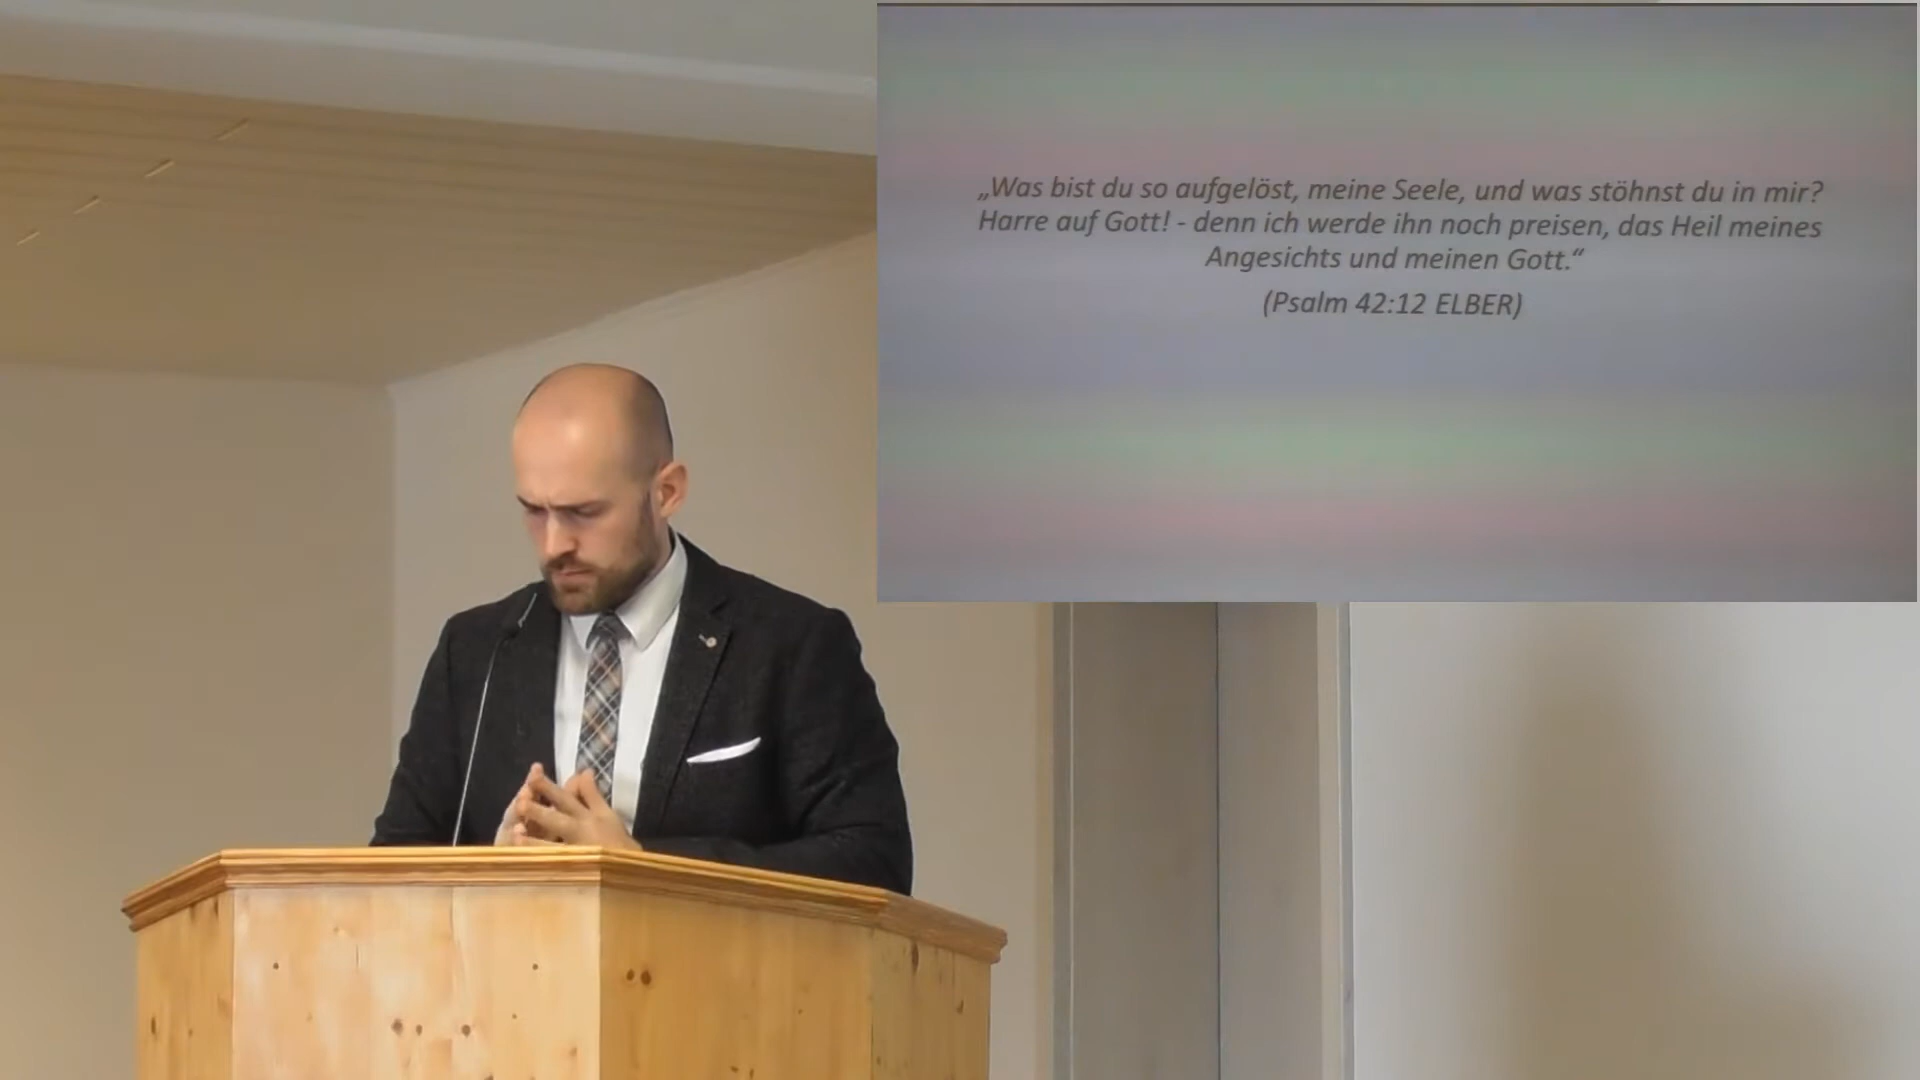 „Was bist du so aufgelöst, meine Seele, und was stöhnst du in mir?
Harre auf Gott! - denn ich werde ihn noch preisen, das Heil meines
Angesichts und meinen Gott.“
(Psalm 42:12 ELBER)